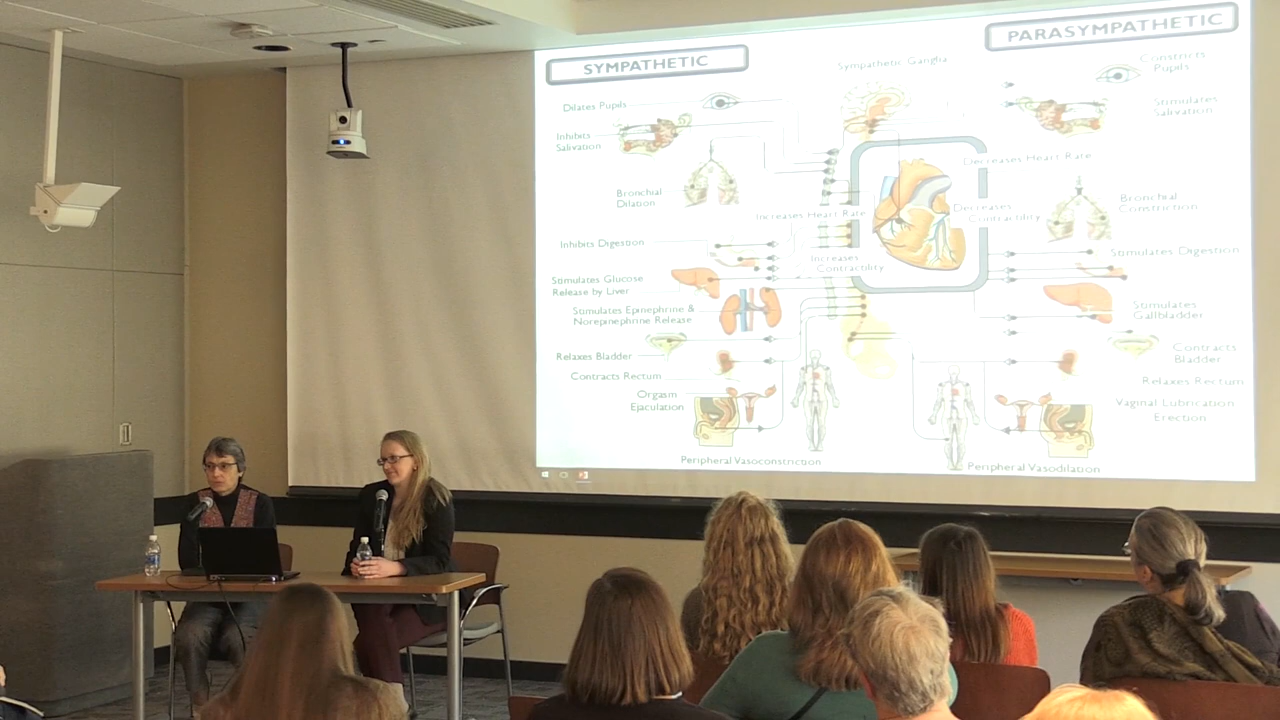 SYMPATHETIC
Dilates Pupils
Inhibits
Salivation
Bronchial
Dilation
Increases Heart Rate
Inhibits Digestion
Increases
Contractility
Stimulates Glucose
Release by Liver
Stimulates Epinephrine &
Norepinephrine Release
Relaxes Bladder
Contracts Rectum
Orgasm
Ejaculation
Peripheral Vasoconstriction
Sympathetic Ganglia
PARASYMPATHETIC
Constricts
Pupils
Stimulates
Salivation
Decreases Heart Rate
Decreases
Contractility
Bronchial
Constriction
Stimulates Digestion
Stimulates
Gallbladder
Contracts
Bladder
Relaxes Rectum
Vaginal Lubrication
Erection
Peripheral Vasodilation